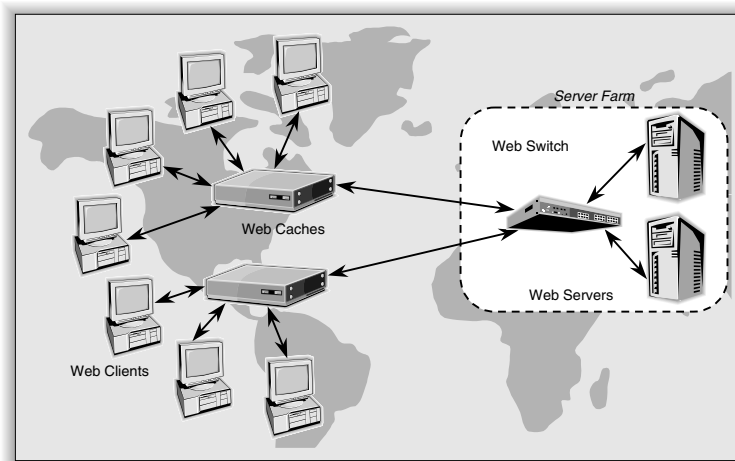 Server Farm
Web Switch
Web Caches
Web Servers
Web Clients